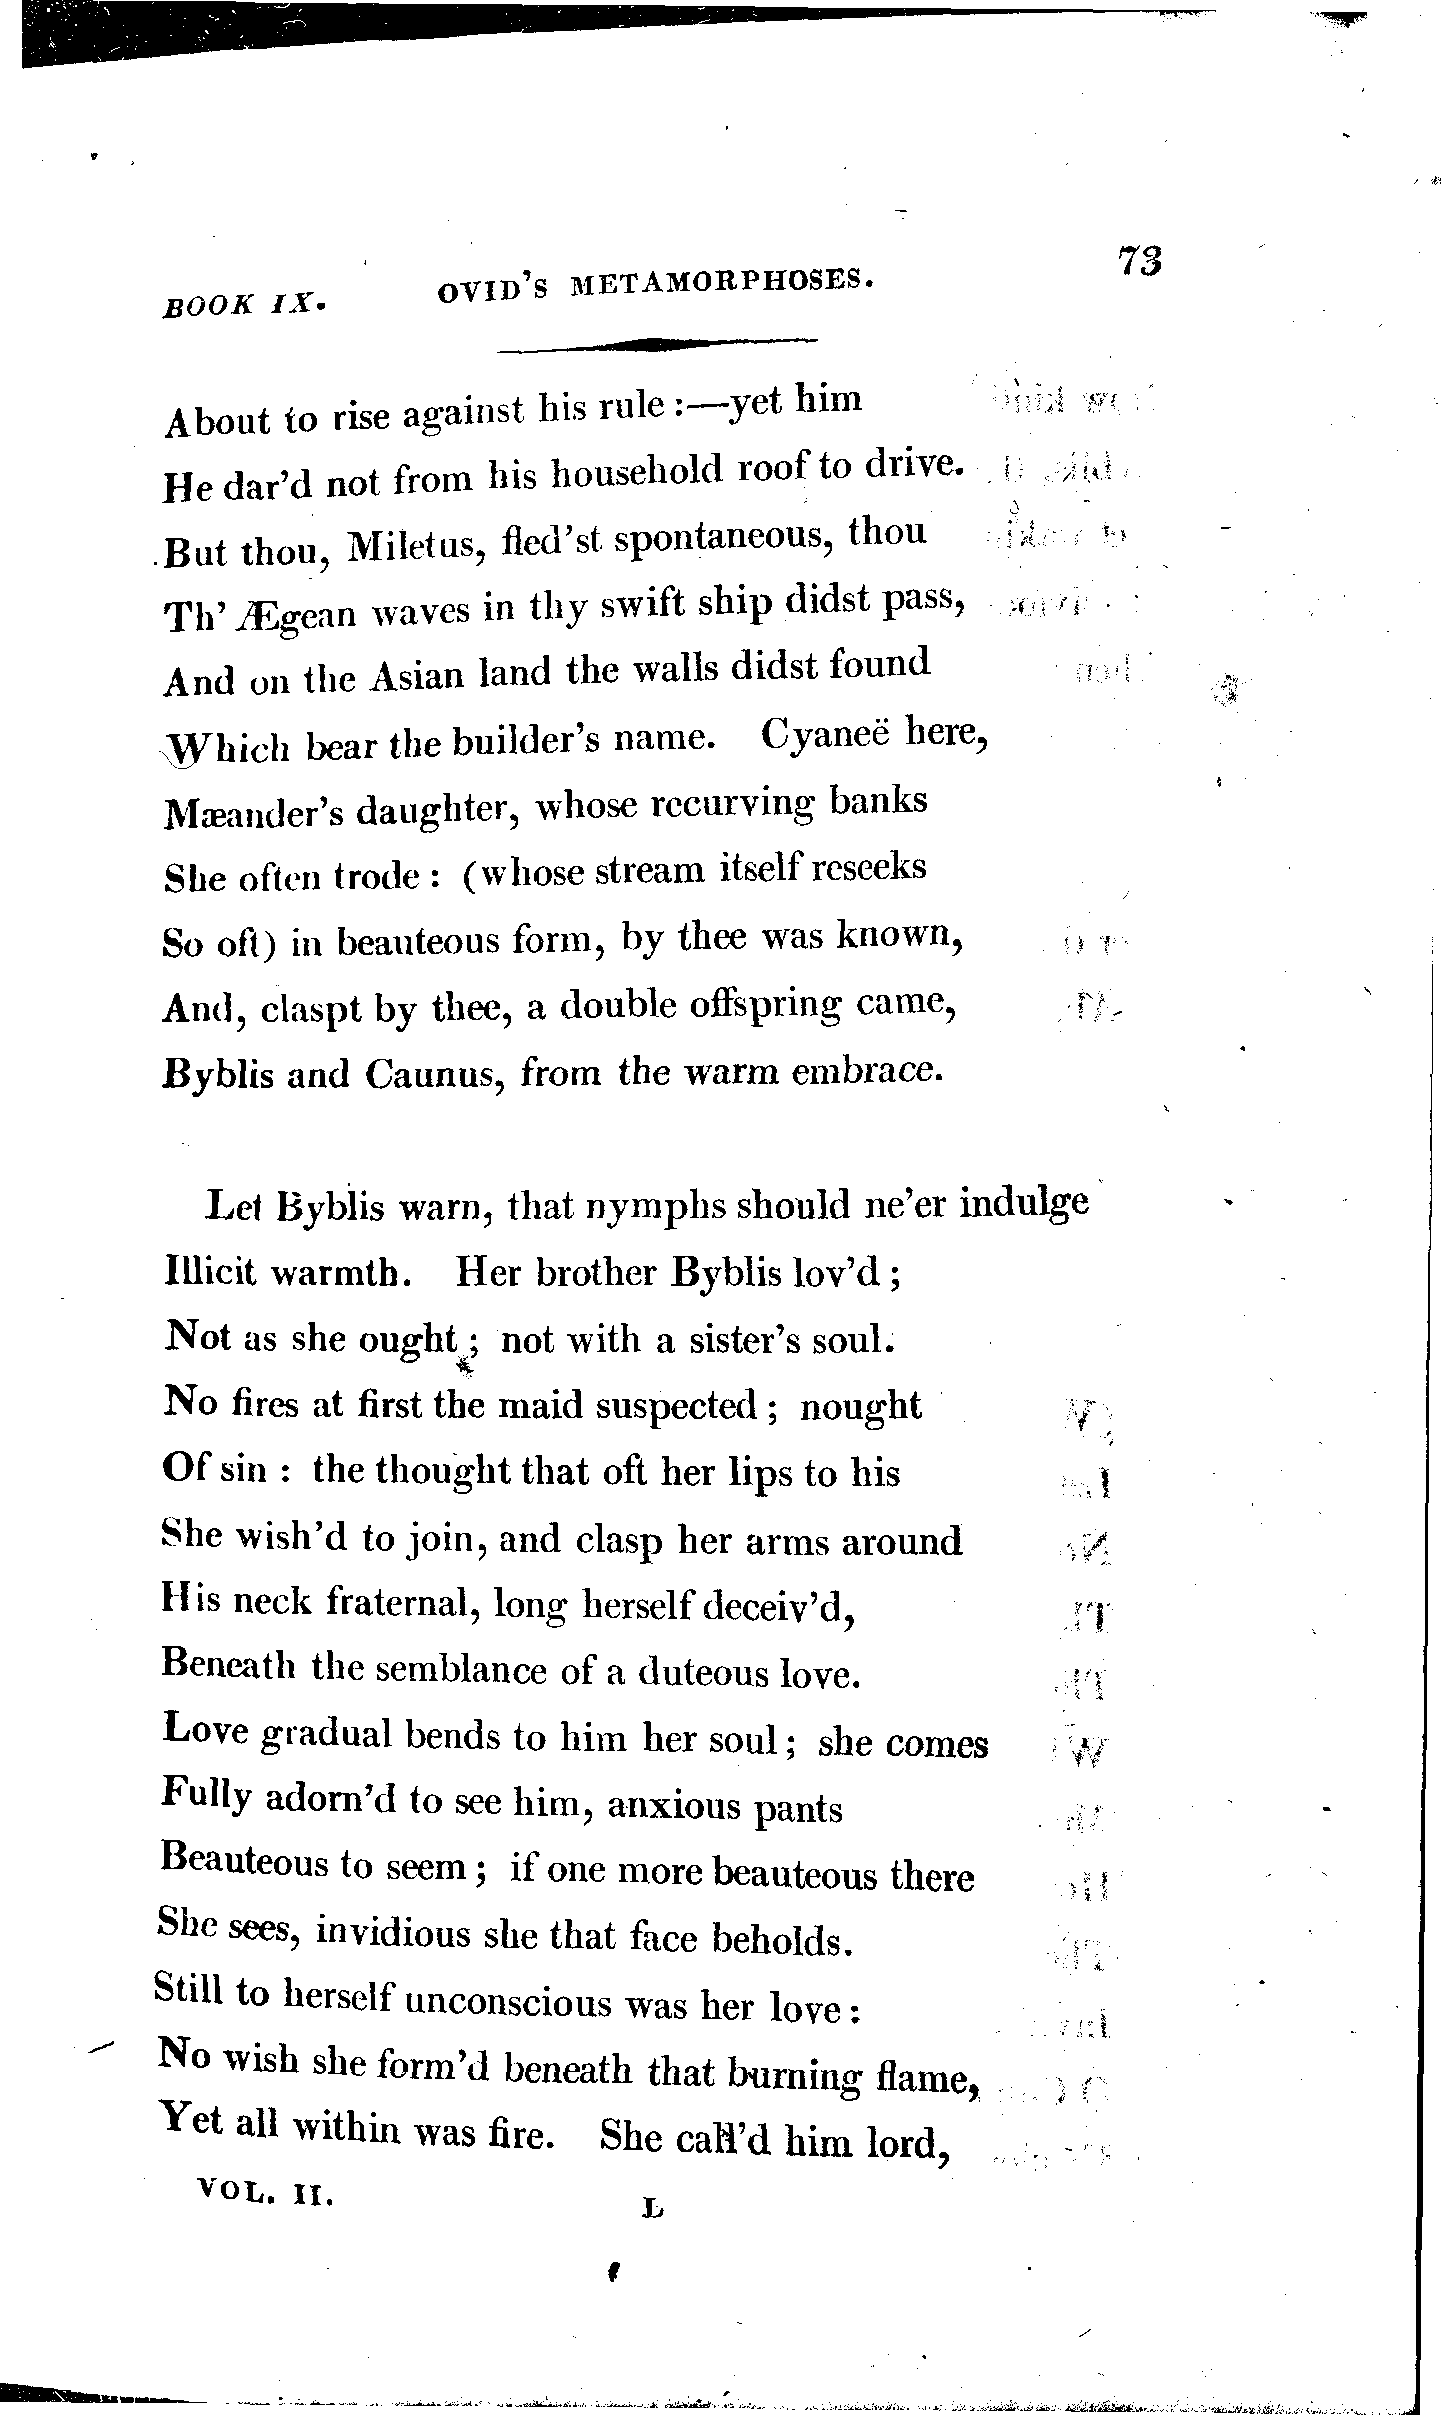 BOOK IX. OVID'S METAMORPHOSES. 73
About to rise against his rule:—yet him
He dar'd not from his household roof to drive.
But thou, Miletus, fled'st spontaneous, thou
Th' Ægean waves in thy swift ship didst pass,
And on the Asian land the walls didst found
Which bear the builder's name. Cyaneë here,
Mæander's daughter, whose recurving banks
She often trode: (whose stream itself reseeks
So oft) in beauteous form, by thee was known,
And, claspt by thee, a double offspring came,
Byblis and Caunus, from the warm embrace.
Let Byblis warn, that nymphs should ne'er indulge
Illicit warmth. Her brother Byblis lov'd;
Not as she ought; not with a sister's soul.
No fires at first the maid suspected; nought
Of sin: the thought that oft her lips to his
She wish'd to join, and clasp her arms around
His neck fraternal, long herself deceiv'd,
Beneath the semblance of a duteous love.
Love gradual bends to him her soul; she comes
Fully adorn'd to see him, anxious pants
Beauteous to seem; if one more beauteous there
She sees, invidious she that face beholds.
Still to herself unconscious was her love:
No wish she form'd beneath that burning flame,
Yet all within was fire. She call'd him lord,
VOL. II. L